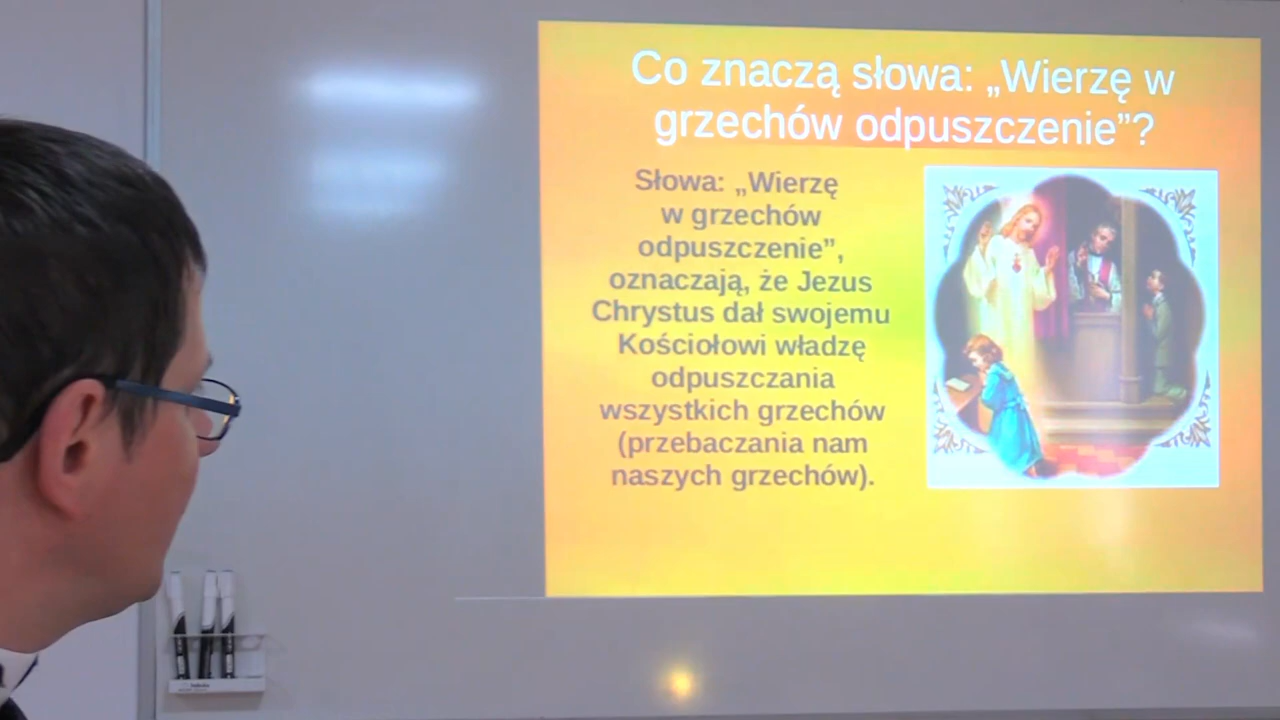 Co znaczą słowa: „Wierzę w
grzechów odpuszczenie”?
Słowa: „Wierzę
w grzechów
odpuszczenie”,
oznaczają, że Jezus
Chrystus dał swojemu
Kościołowi władzę
odpuszczania
wszystkich grzechów
(przebaczania nam
naszych grzechów).